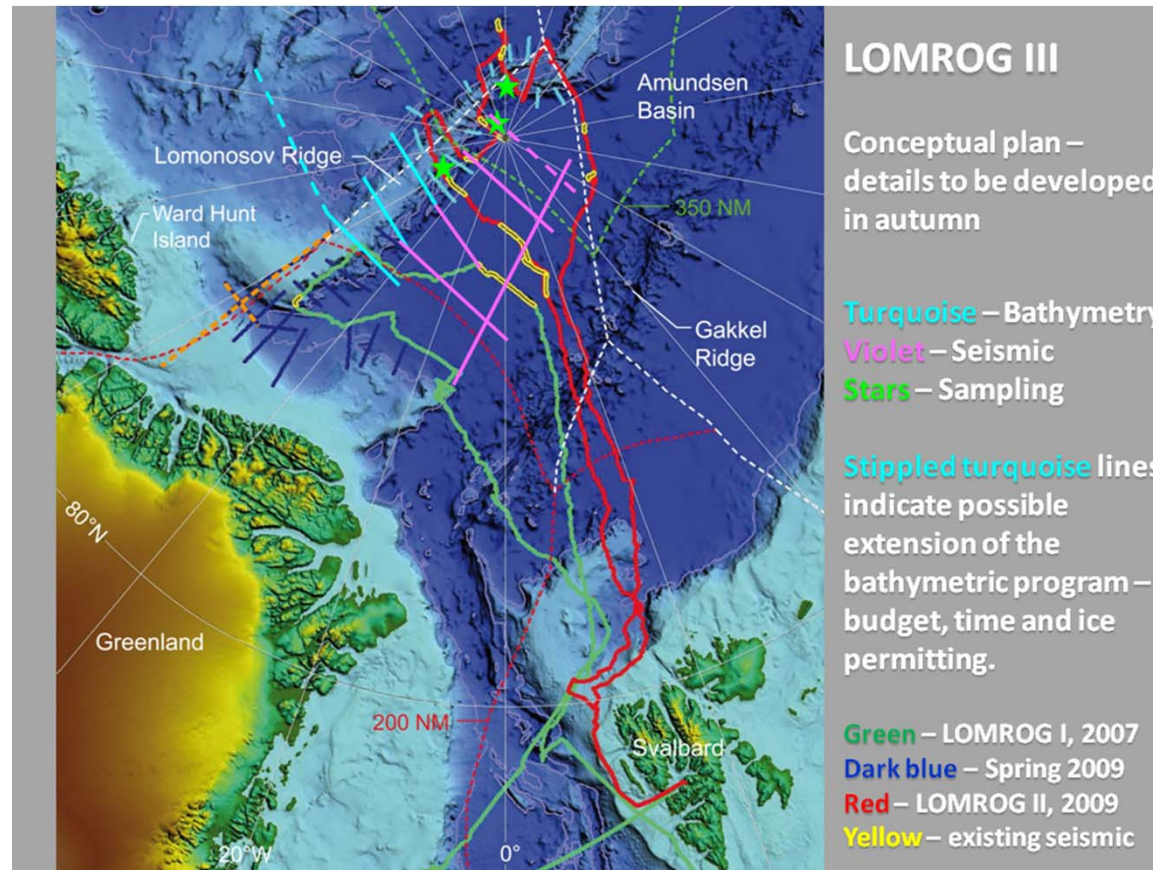 Amundsen
Basin
Lomonosov Ridge
Ward Hunt
Island
350 NM
Gakkel
Ridge
80°N
Greenland
200 NM
Svalbard
20°W
0°
LOMROG III
Conceptual plan –
details to be developed
in autumn
Turquoise – Bathymetry
Violet – Seismic
Stars – Sampling
Stippled turquoise lines
indicate possible
extension of the
bathymetric program –
budget, time and ice
permitting.
Green – LOMROG I, 2007
Dark blue – Spring 2009
Red – LOMROG II, 2009
Yellow – existing seismic